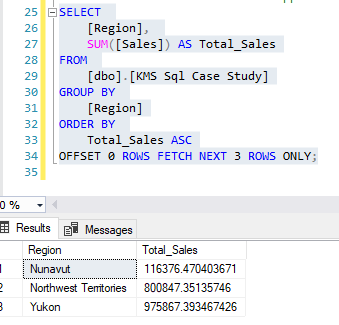 25 SELECT
26 [Region],
27 SUM([Sales]) AS Total_Sales
28 FROM
29 [dbo].[KMS Sql Case Study]
30 GROUP BY
31 [Region]
32 ORDER BY
33 Total_Sales ASC
34 OFFSET 0 ROWS FETCH NEXT 3 ROWS ONLY;
35
0 %
Results Messages
Region Total_Sales
1 Nunavut 116376.470403671
2 Northwest Territories 800847.35135746
3 Yukon 975867.393467426